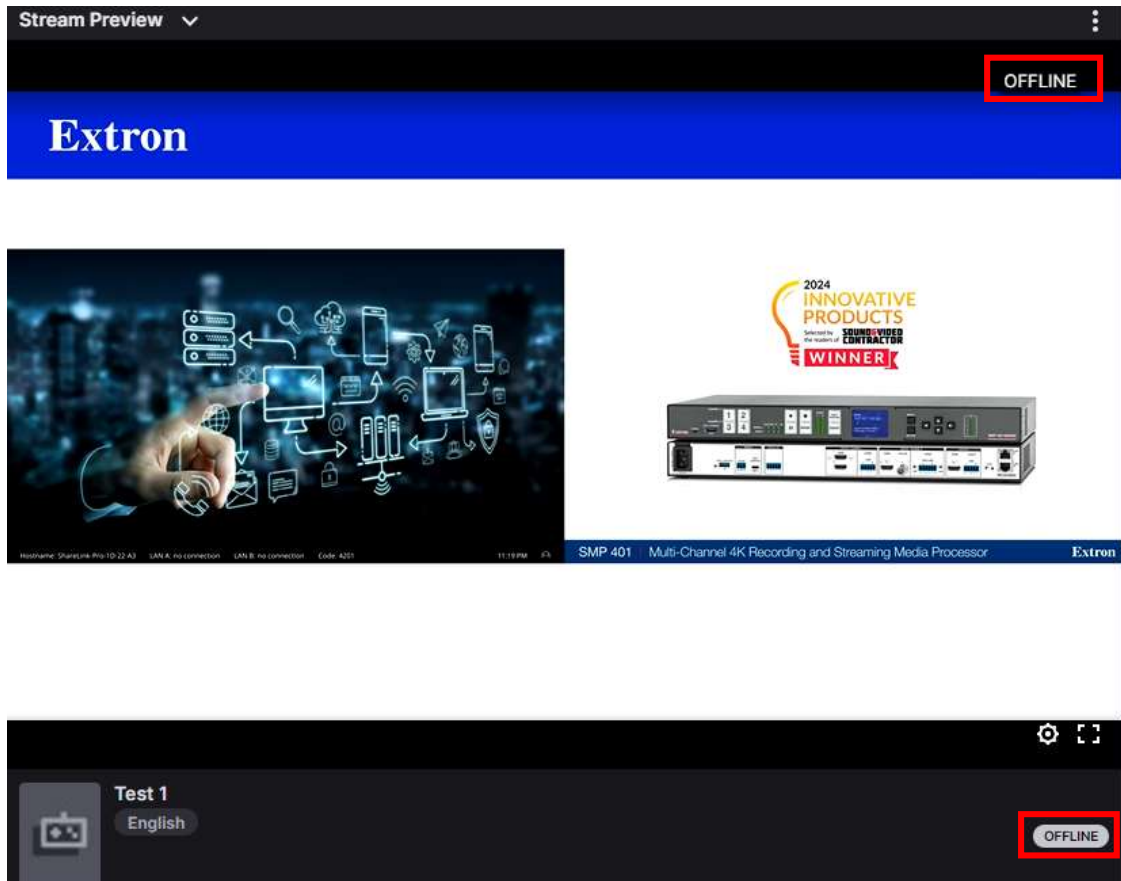 Stream Preview
OFFLINE
Extron
2024
INNOVATIVE
PRODUCTS
Selected by
the readers of
SOUND&VIDEO
CONTRACTOR
WINNER
Hostname: ShareLink-Pro-1D-22-A3 LAN A: no connection LAN B: no connection Code: 4201 11:19 PM
SMP 401 | Multi-Channel 4K Recording and Streaming Media Processor Extron
Test 1
English
OFFLINE